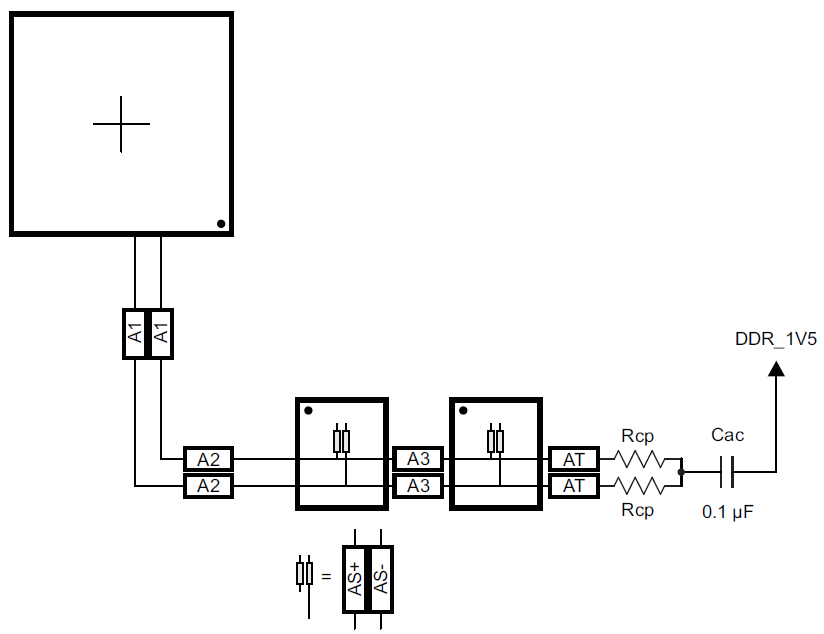 A1 A1
DDR_1V5
Rcp Cac
A2 A3 AT
A2 A3 AT
Rcp 0.1 µF
= AS+ AS-